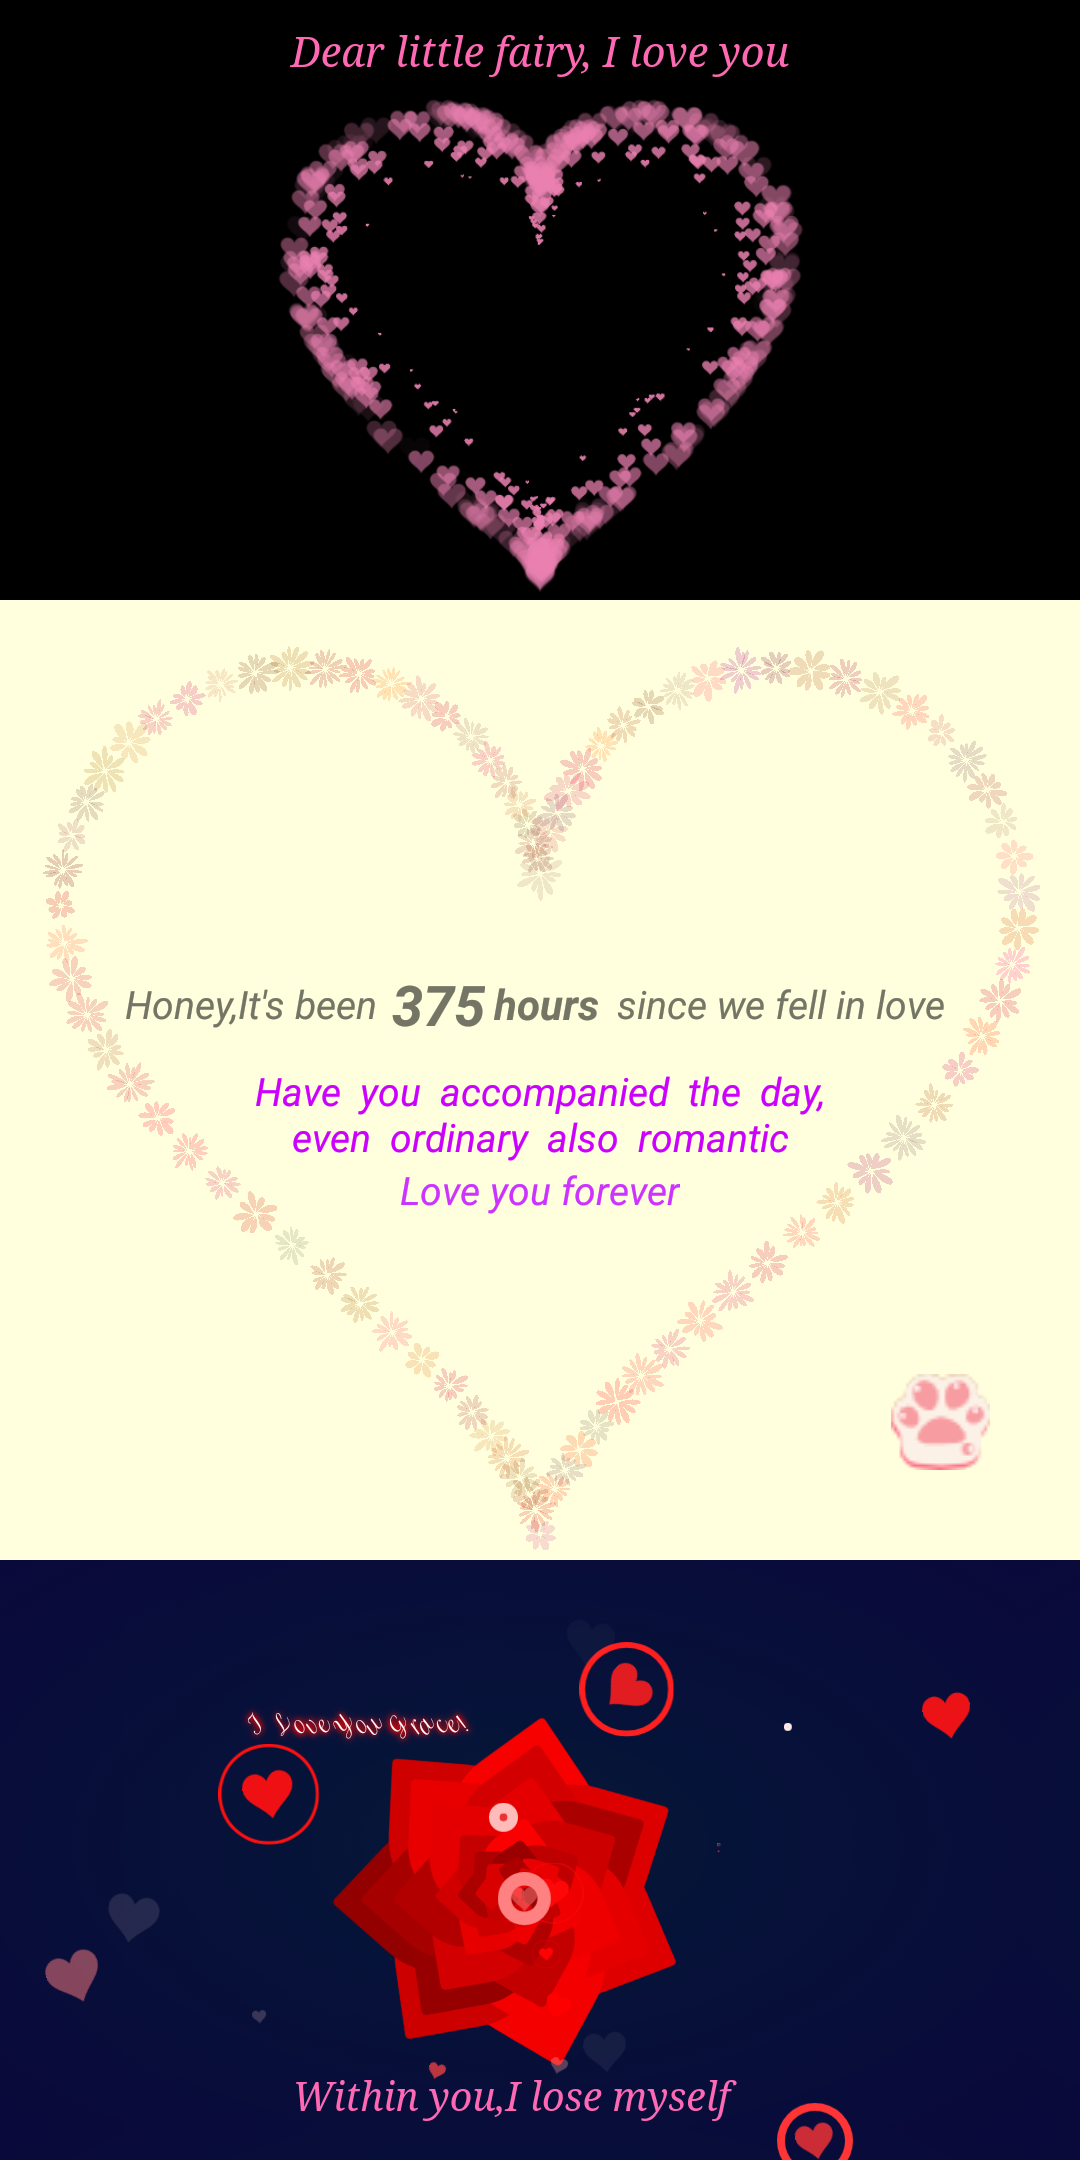 Dear little fairy, I love you
Honey,It's been 375 hours since we fell in love
Have you accompanied the day,
even ordinary also romantic
Love you forever
I Love You Grace!
Within you,I lose myself